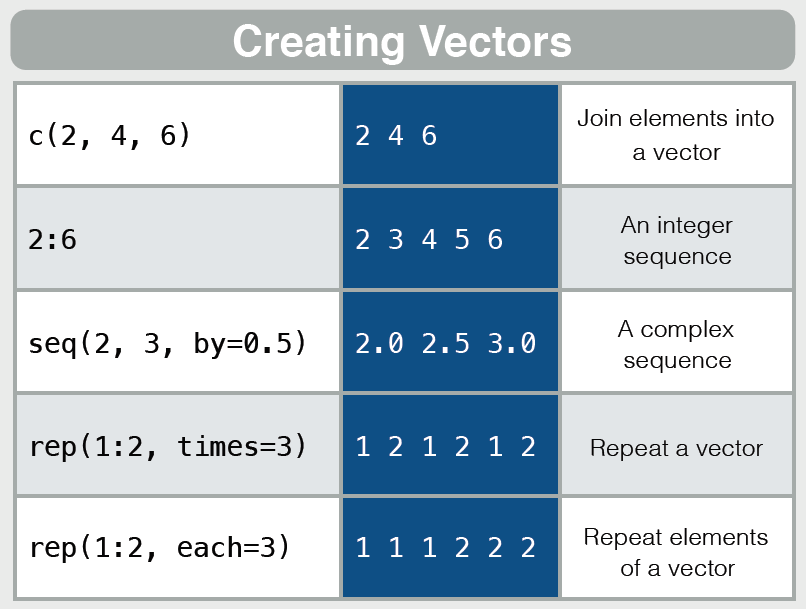 Creating Vectors
c(2, 4, 6)
2 4 6
Join elements into
a vector
2:6
2 3 4 5 6
An integer
sequence
seq(2, 3, by=0.5)
2.0 2.5 3.0
A complex
sequence
rep(1:2, times=3)
1 2 1 2 1 2
Repeat a vector
rep(1:2, each=3)
1 1 1 2 2 2
Repeat elements
of a vector